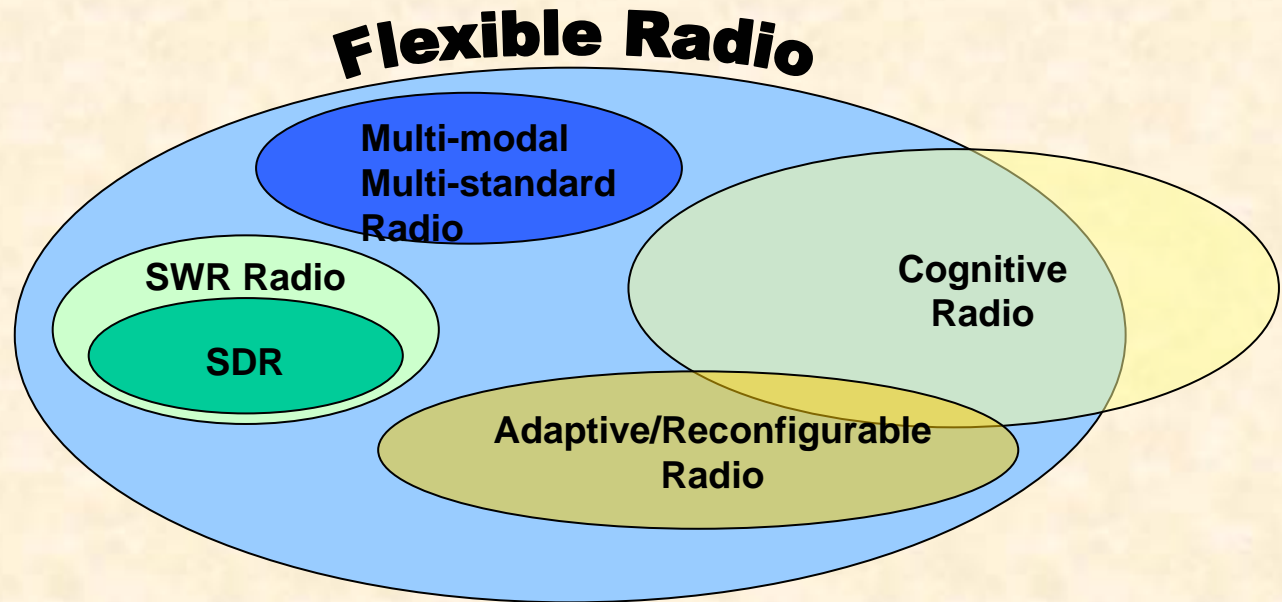 Flexible Radio
Multi-modal
Multi-standard
Radio
SWR Radio
SDR
Cognitive
Radio
Adaptive/Reconfigurable
Radio